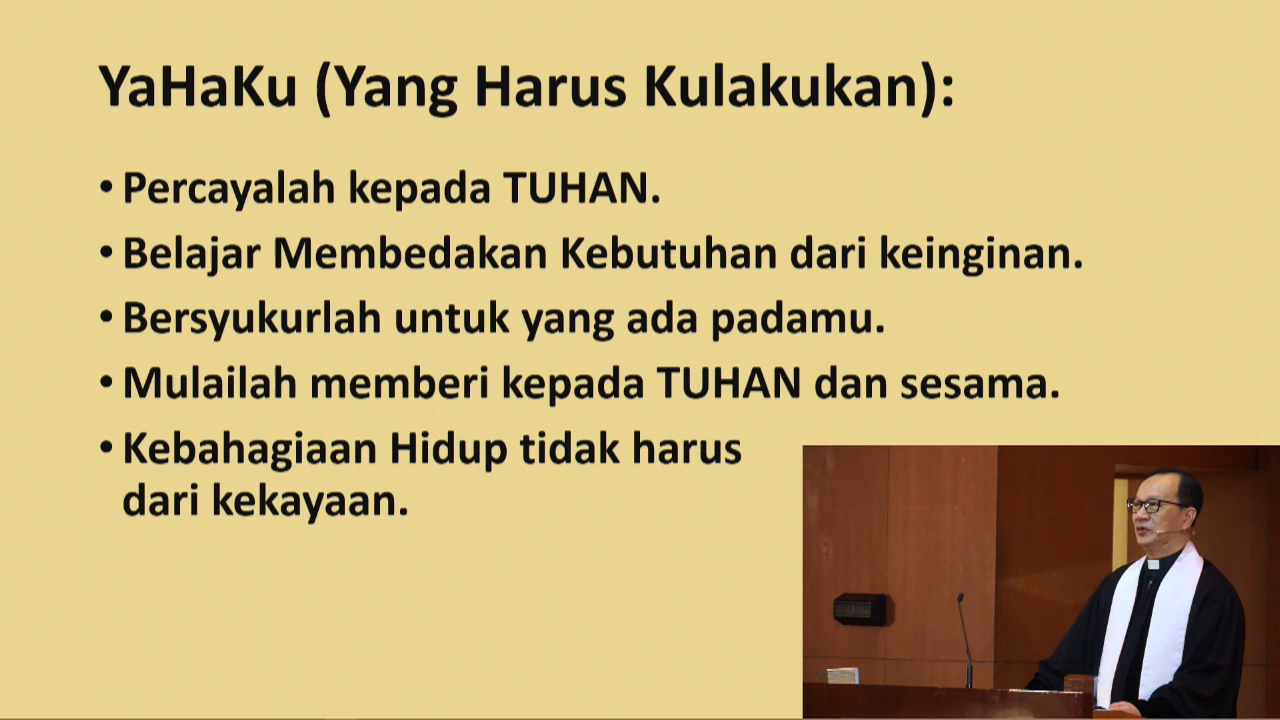 YaHaKu (Yang Harus Kulakukan):
• Percayalah kepada TUHAN.
• Belajar Membedakan Kebutuhan dari keinginan.
• Bersyukurlah untuk yang ada padamu.
• Mulailah memberi kepada TUHAN dan sesama.
• Kebahagiaan Hidup tidak harus
dari kekayaan.